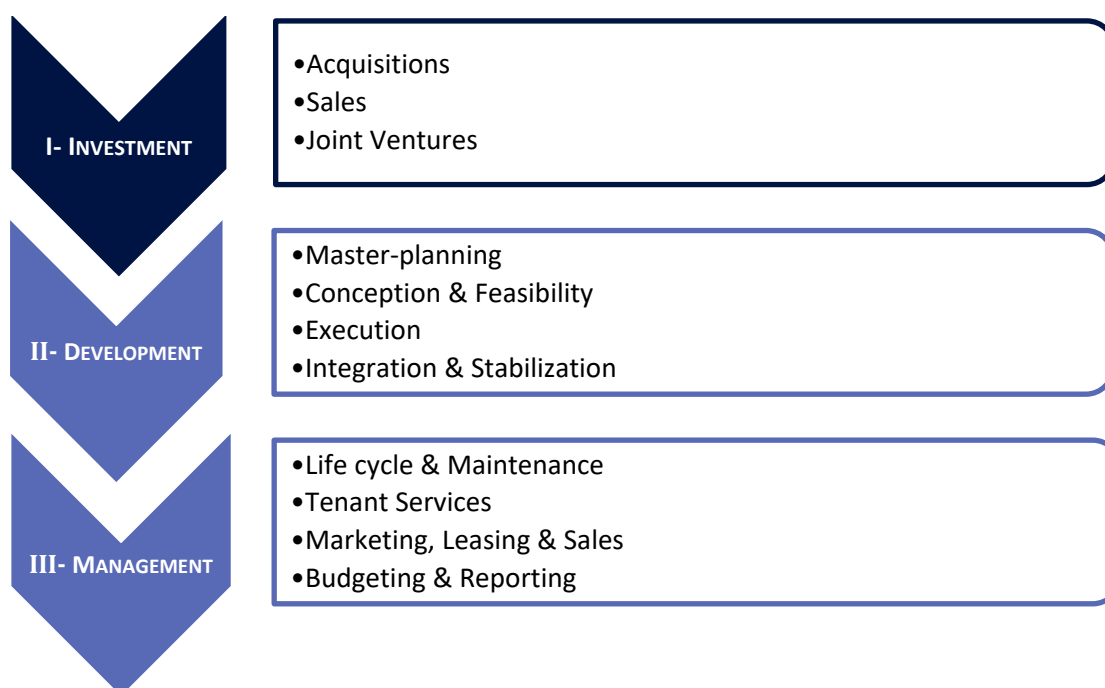 I- INVESTMENT
•Acquisitions
•Sales
•Joint Ventures
II- DEVELOPMENT
•Master-planning
•Conception & Feasibility
•Execution
•Integration & Stabilization
III- MANAGEMENT
•Life cycle & Maintenance
•Tenant Services
•Marketing, Leasing & Sales
•Budgeting & Reporting